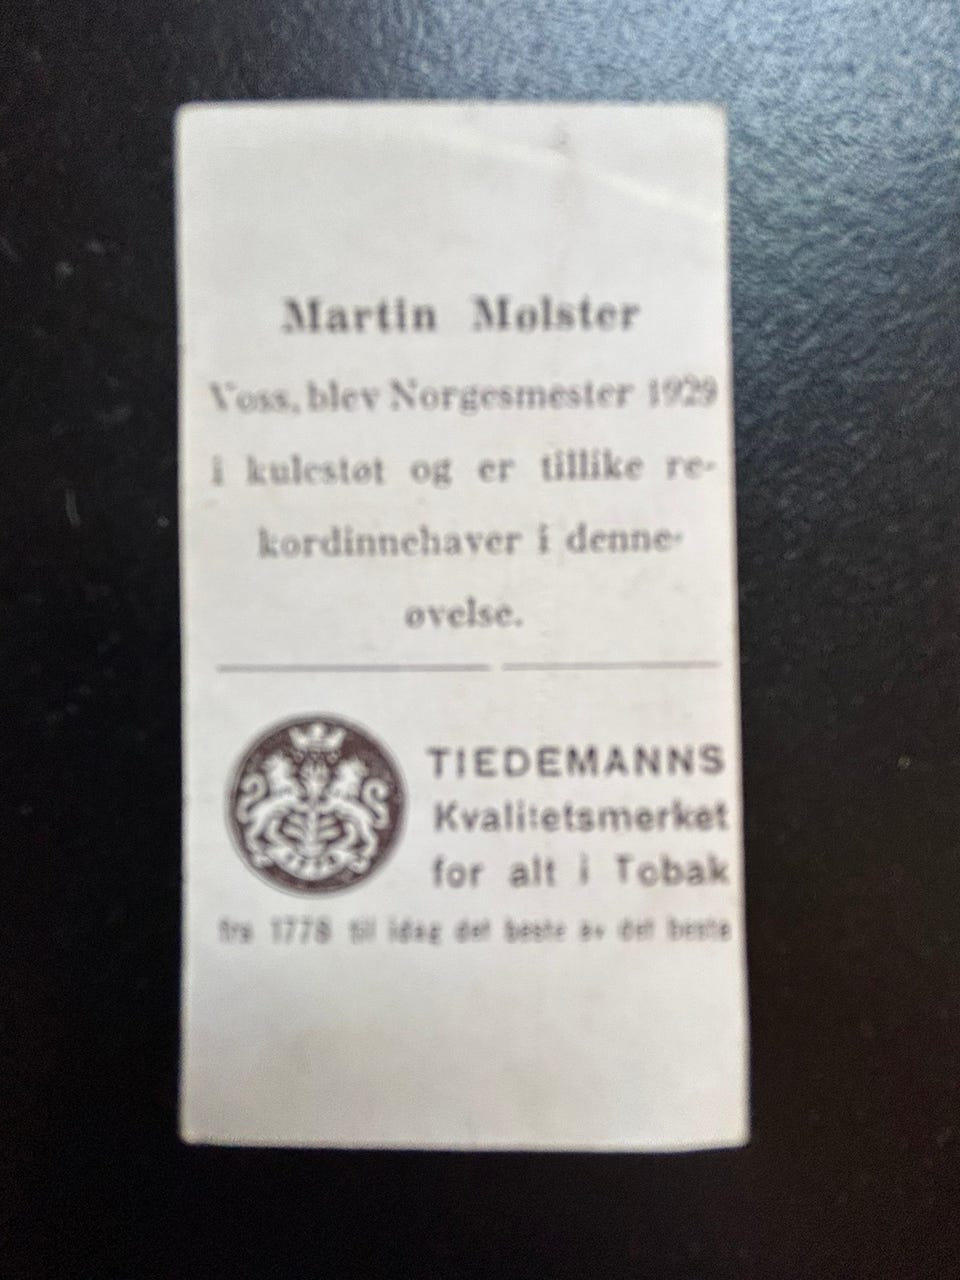 Martin Mølster
Voss, blev Norgesmester 1929
i kulestøt og er tillike re-
kordinnehaver i denne
øvelse.
TIEDEMANNS
Kvalitetsmerket
for alt i Tobak
fra 1778 til idag det beste av det beste